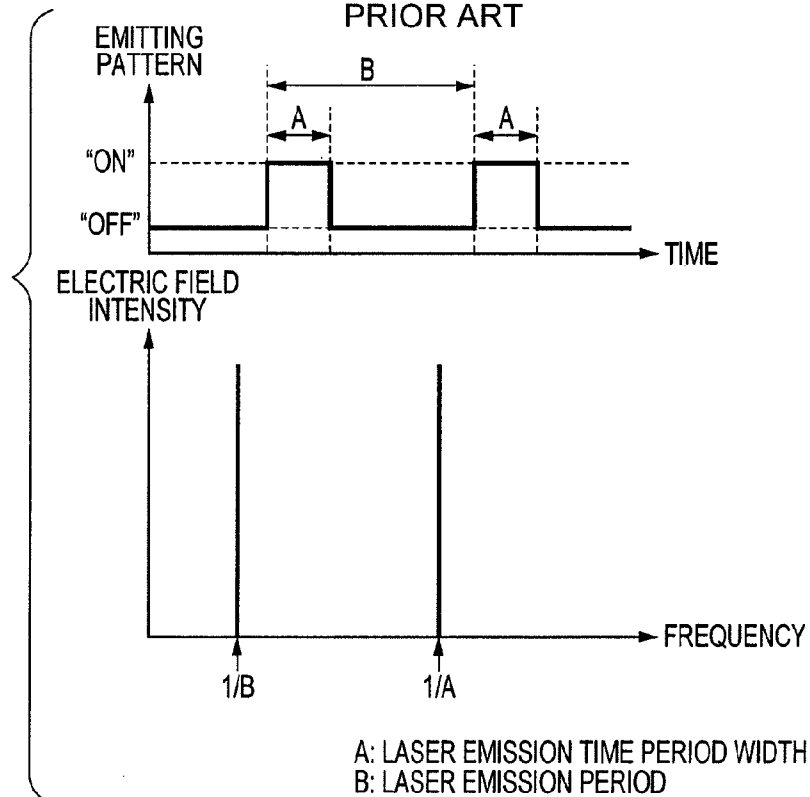 PRIOR ART
EMITTING
PATTERN
B
A
A
“ON”
“OFF”
TIME
ELECTRIC FIELD
INTENSITY
FREQUENCY
1/B
1/A
A: LASER EMISSION TIME PERIOD WIDTH
B: LASER EMISSION PERIOD